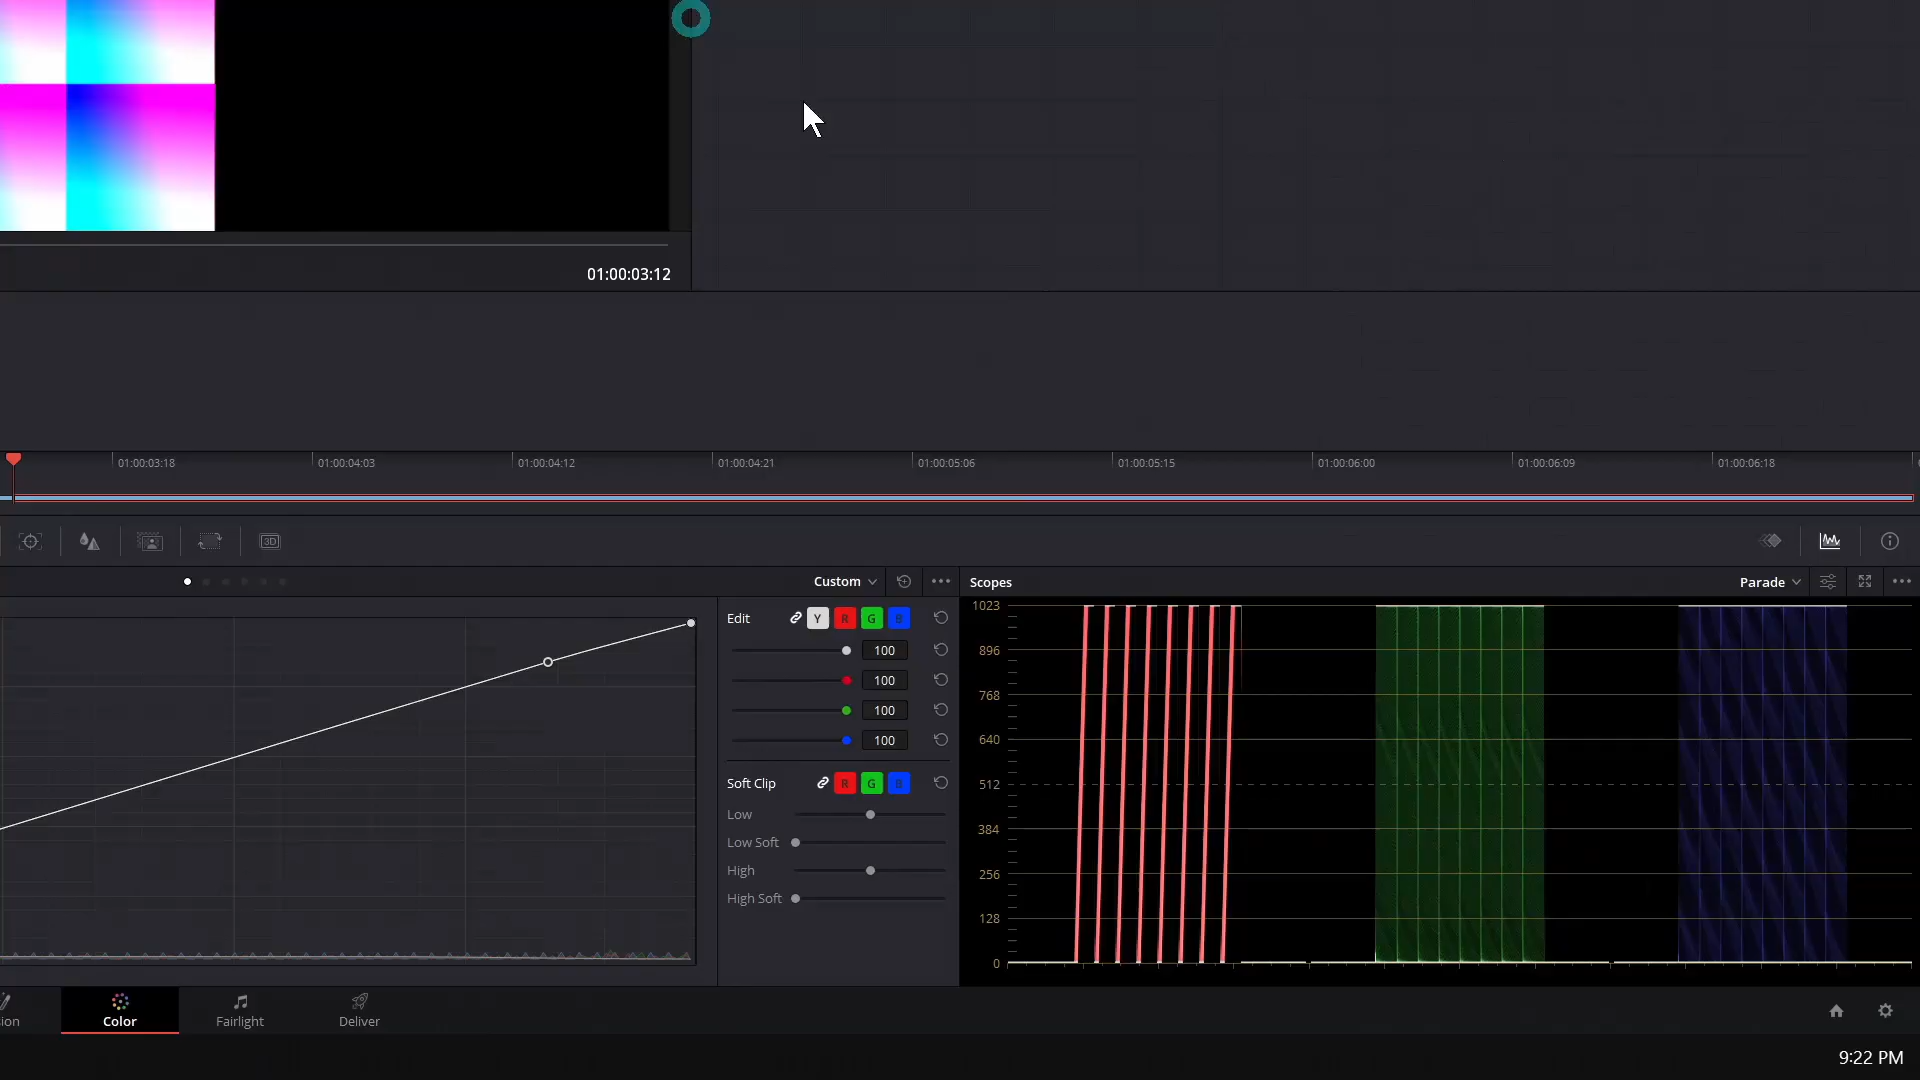 01:00:03:12
01:00:03:18 01:00:04:03 01:00:04:12 01:00:04:21 01:00:05:06 01:00:05:15 01:00:06:00 01:00:06:09 01:00:06:18
3D
Custom
Scopes
Parade
Edit Y R G B
100
100
100
100
Soft Clip R G B
Low
Low Soft
High
High Soft
1023
896
768
640
512
384
256
128
0
sion
Color
Fairlight
Deliver
9:22 PM